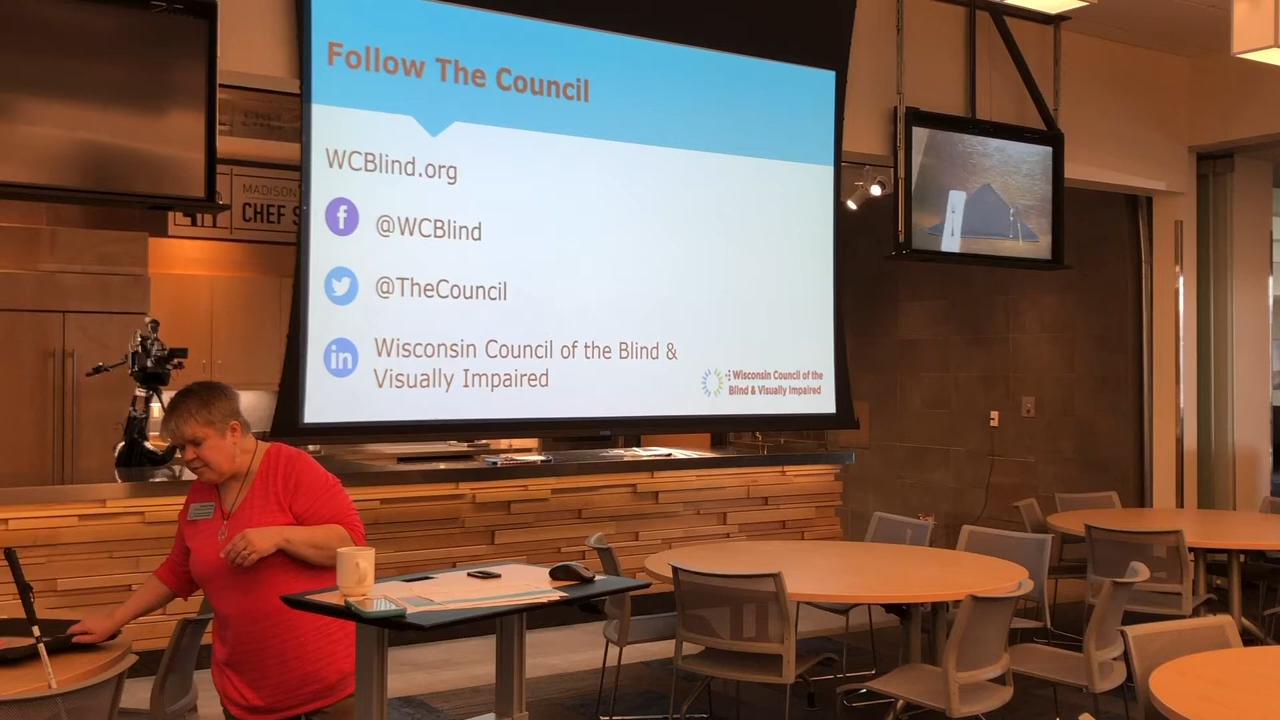 Follow The Council
WCBlind.org
f
@WCBlind
@TheCouncil
in
Wisconsin Council of the Blind &
Visually Impaired
Wisconsin Council of the
Blind & Visually Impaired
MADISON
CHEF S